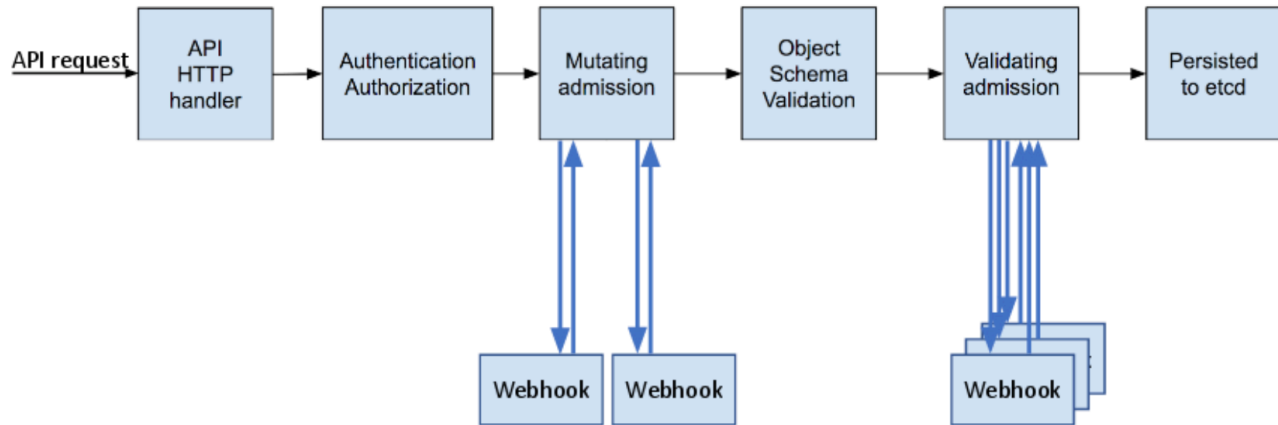 API request
API
HTTP
handler
Authentication
Authorization
Mutating
admission
Object
Schema
Validation
Validating
admission
Persisted
to etcd
Webhook
Webhook
Webhook